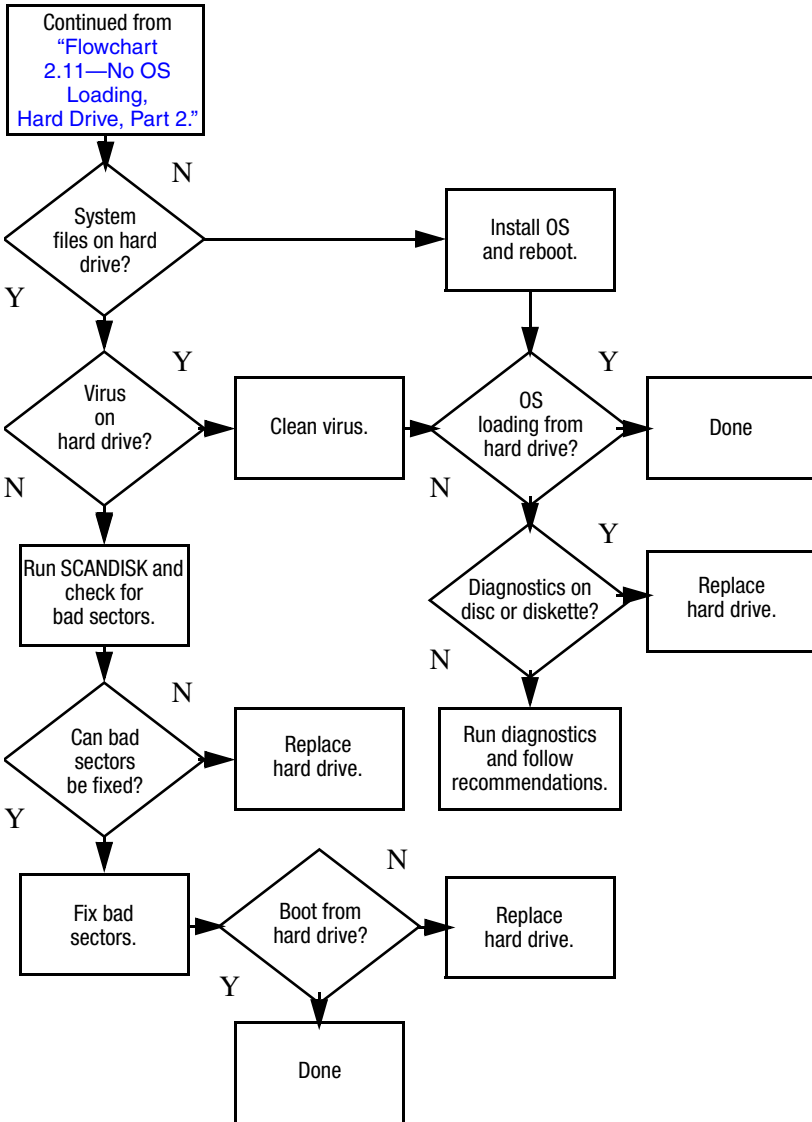 Continued from
“Flowchart
2.11—No OS
Loading,
Hard Drive, Part 2.”
N
System
files on hard
drive?
Install OS
and reboot.
Y
Y
Virus
on
hard drive?
Clean virus.
Y
OS
loading from
hard drive?
Done
N
N
Run SCANDISK and
check for
bad sectors.
Y
Diagnostics on
disc or diskette?
Replace
hard drive.
N
N
Can bad
sectors
be fixed?
Replace
hard drive.
Run diagnostics
and follow
recommendations.
Y
N
Fix bad
sectors.
Boot from
hard drive?
Replace
hard drive.
Y
Done